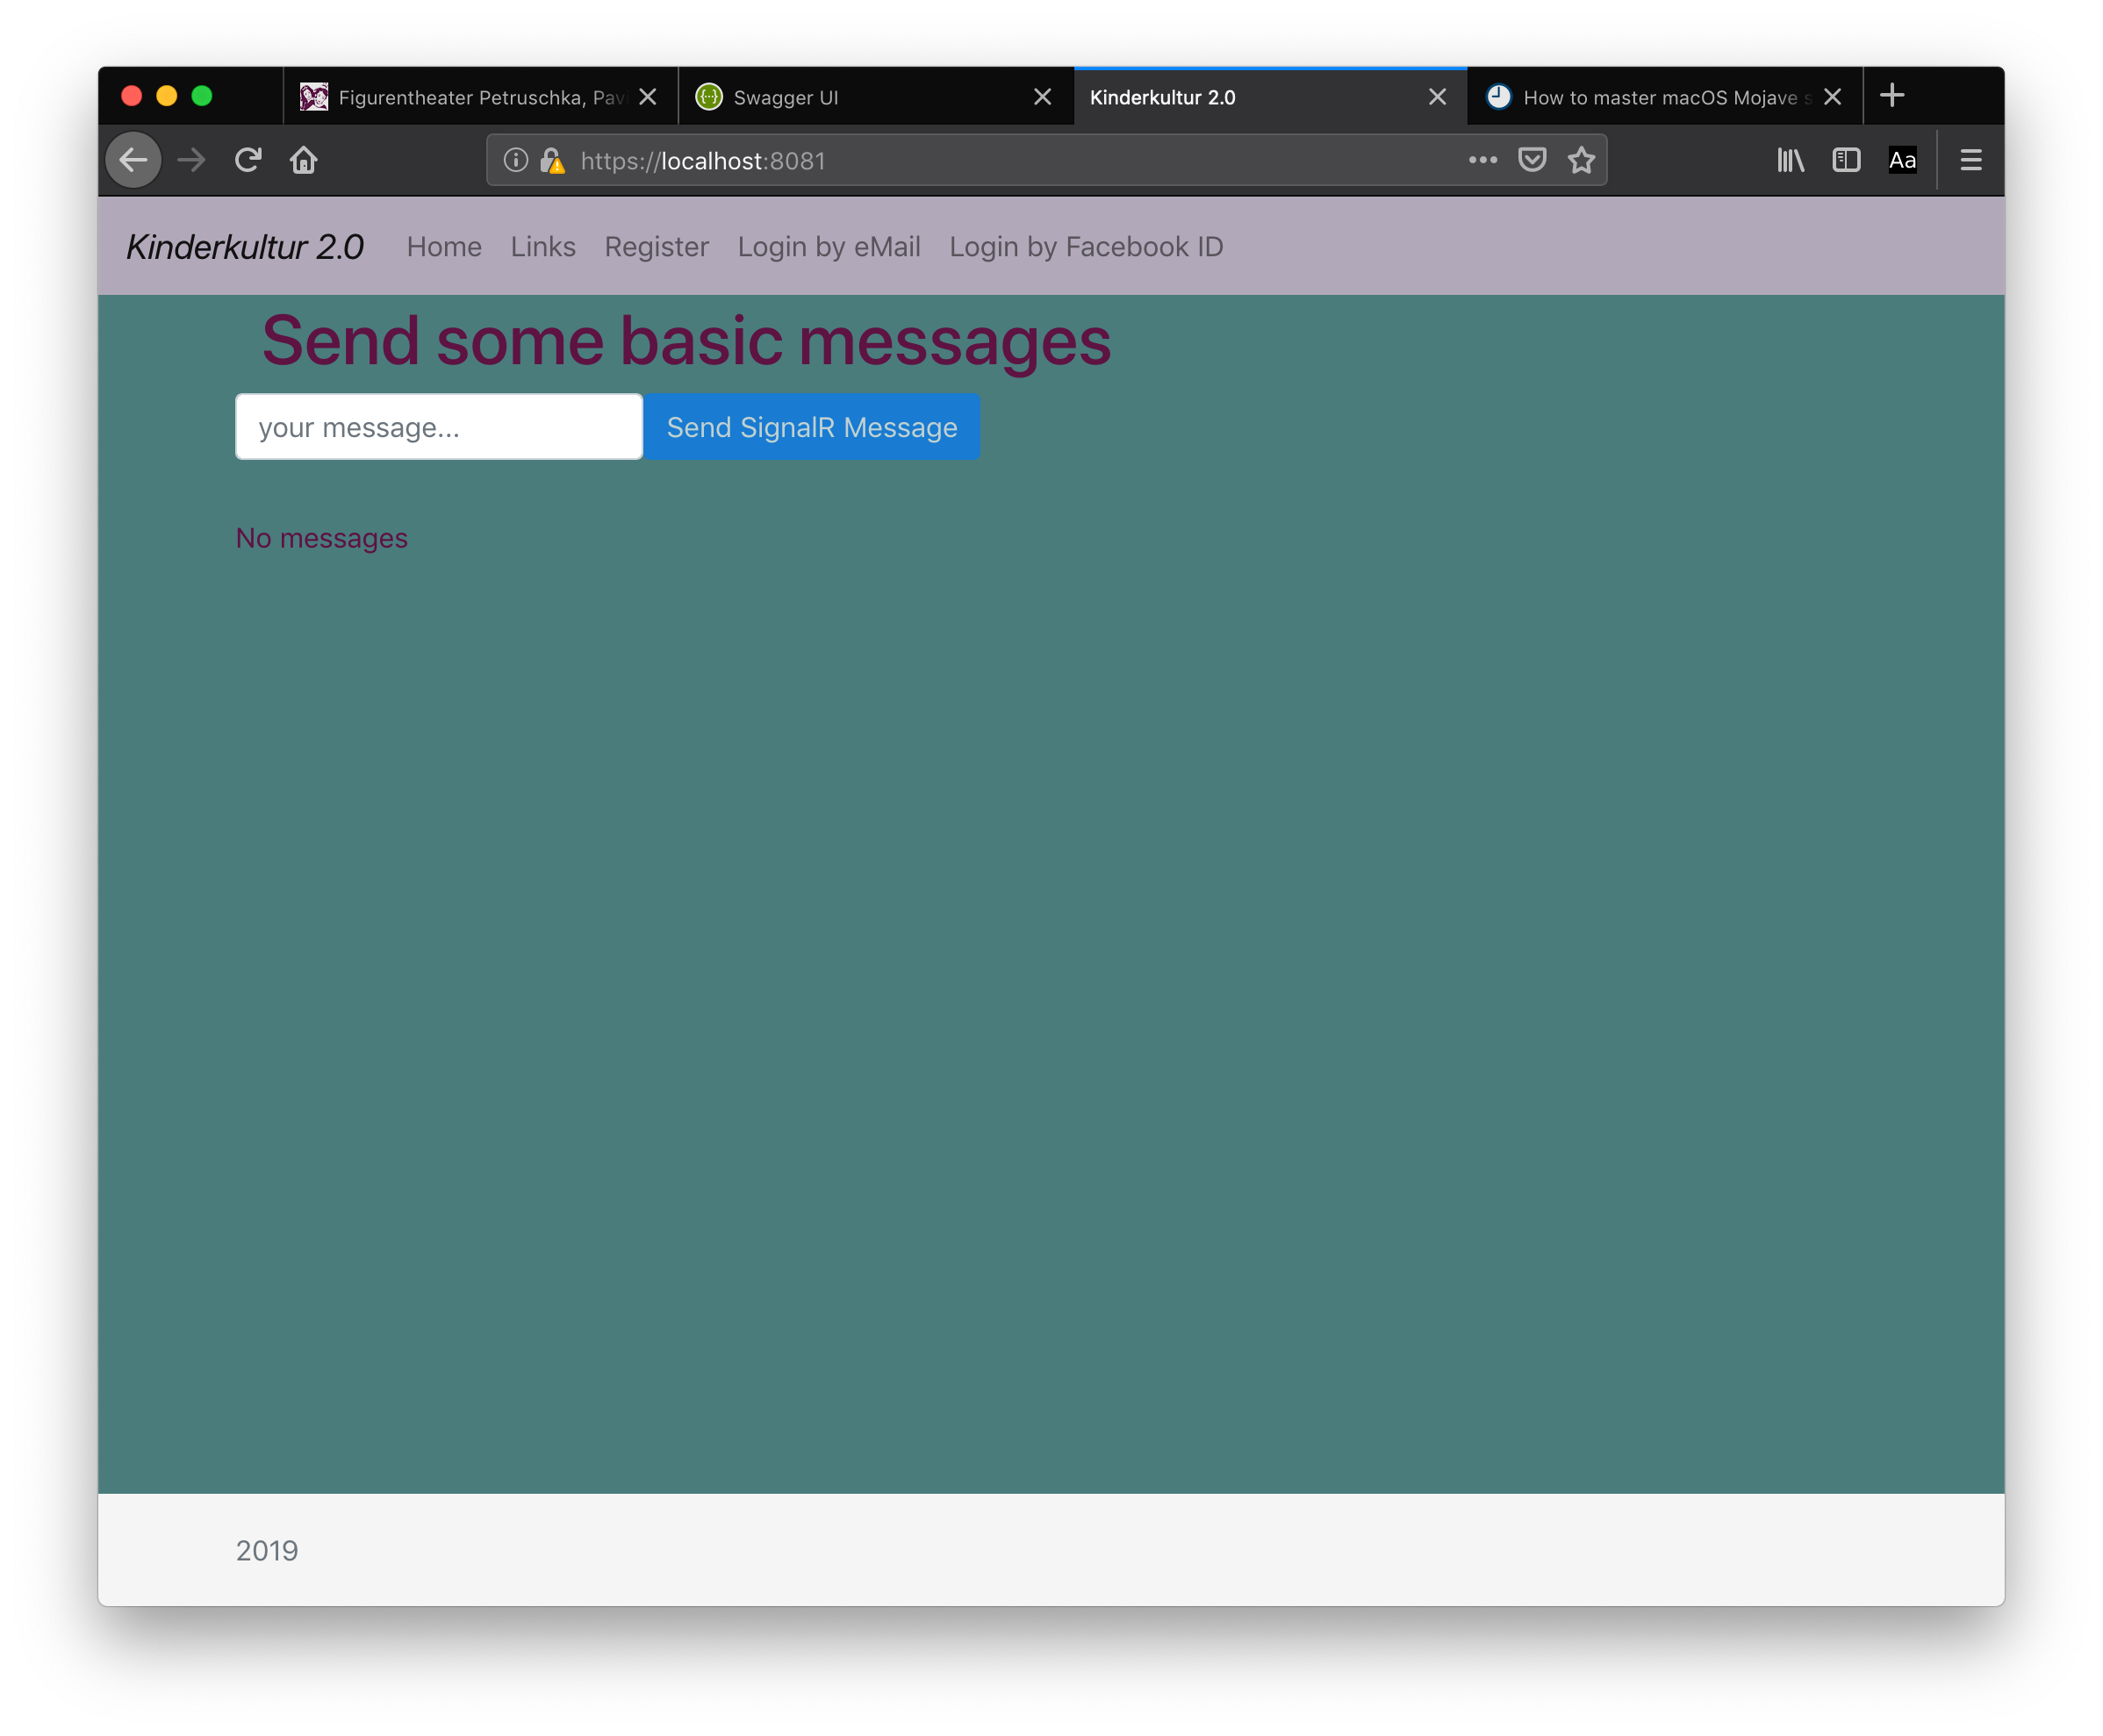 Figurentheater Petruschka, Pavi
Swagger UI
Kinderkultur 2.0
How to master macOS Mojave s
https://localhost:8081
Aa
Kinderkultur 2.0 Home Links Register Login by eMail Login by Facebook ID
Send some basic messages
your message...
Send SignalR Message
No messages
2019